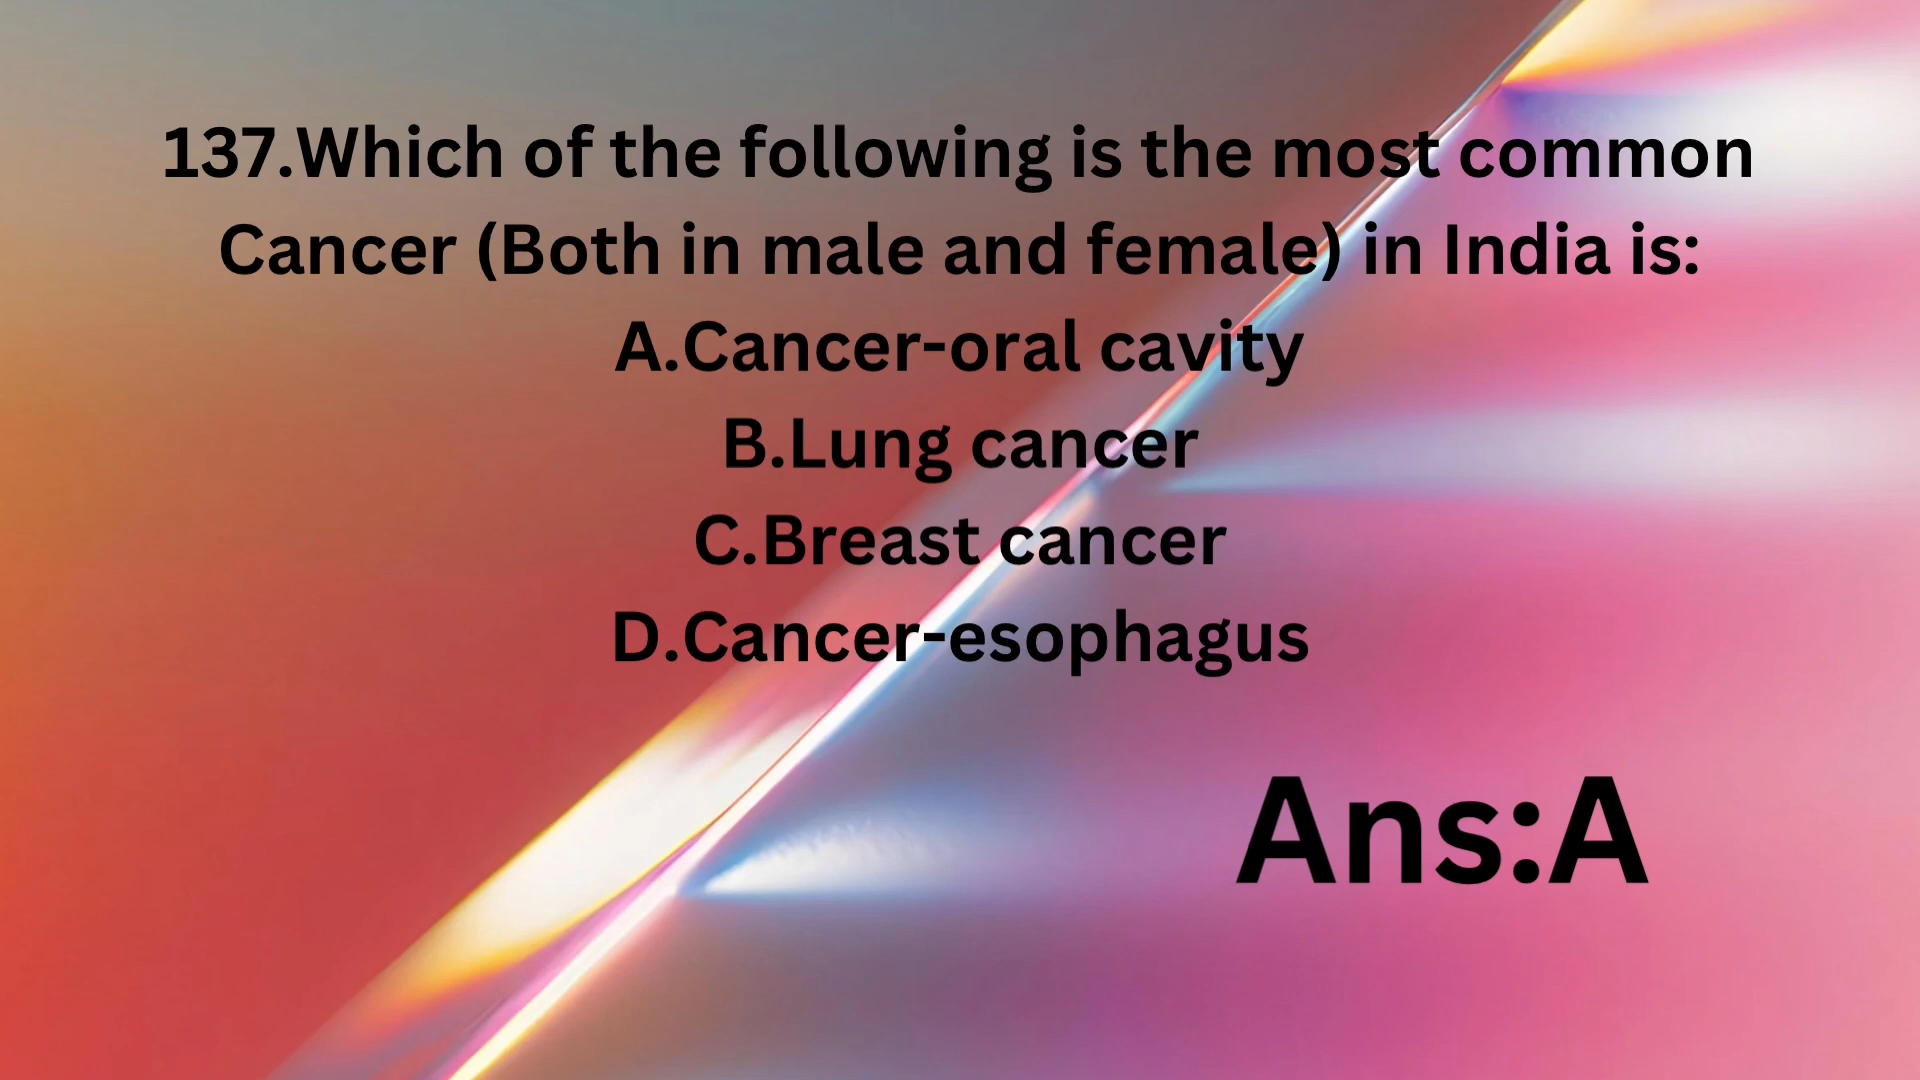 137.Which of the following is the most common
Cancer (Both in male and female) in India is:
A.Cancer-oral cavity
B.Lung cancer
C.Breast cancer
D.Cancer-esophagus
Ans:A